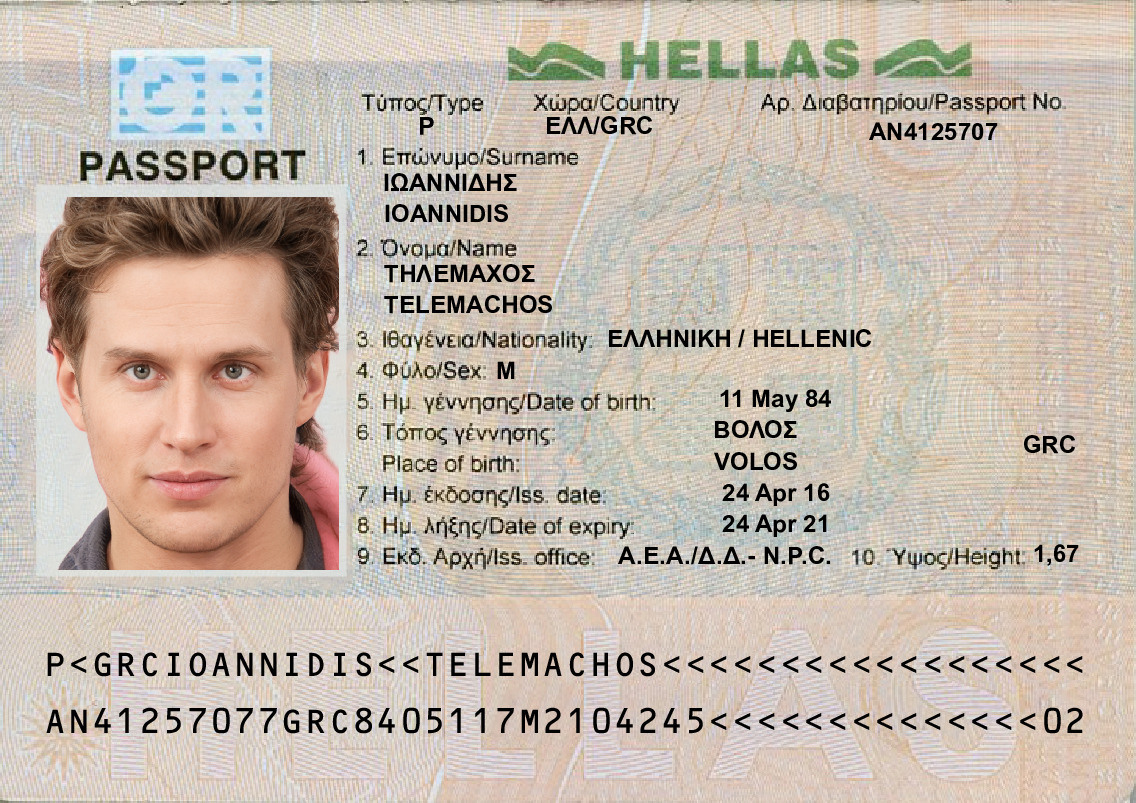 GR
PASSPORT
HELLAS
Τύπος/Type Χώρα/Country Αρ. Διαβατηρίου/Passport No.
P ΕΛΛ/GRC AN4125707
1. Επώνυμο/Surname
ΙΩΑΝΝΙΔΗΣ
IOANNIDIS
2. Όνομα/Name
ΤΗΛΕΜΑΧΟΣ
TELEMACHOS
3. Ιθαγένεια/Nationality: ΕΛΛΗΝΙΚΗ / HELLENIC
4. Φύλο/Sex: M
5. Ημ. γέννησης/Date of birth: 11 May 84
6. Τόπος γέννησης: ΒΟΛΟΣ
GRC
Place of birth: VOLOS
7. Ημ. έκδοσης/Iss. date: 24 Apr 16
8. Ημ. λήξης/Date of expiry: 24 Apr 21
9 Εκδ. Αρχή/Iss. office: Α.Ε.Α./Δ.Δ.- N.P.C. 10. Ύψος/Height: 1,67
HELLAS
P<GRCIOANNIDIS<<TELEMACHOS<<<<<<<<<<<<<<<<<<
AN41257077GRC8405117M2104245<<<<<<<<<<<<<<02